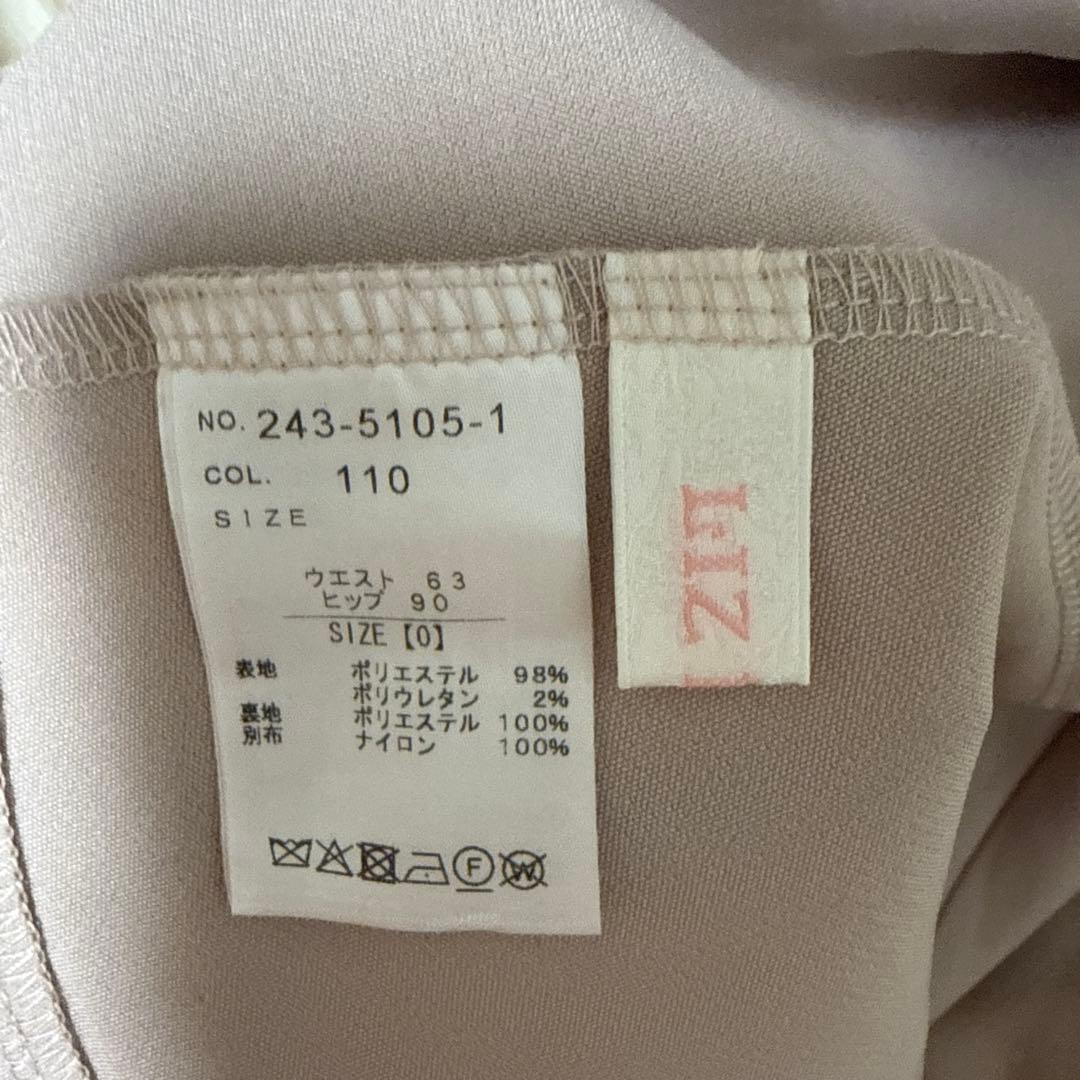 NO. 243-5105-1
COL. 110
SIZE
ウエスト 63
ヒップ 90
SIZE【0】
表地 ポリエステル 98%
ポリウレタン 2%
裏地 ポリエステル 100%
別布 ナイロン 100%
F W